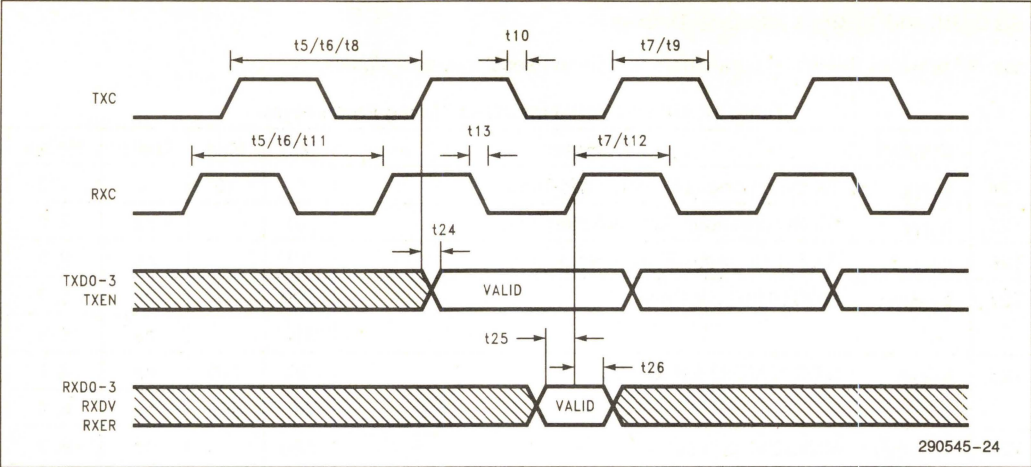 t5/t6/t8
t10
t7/t9
TXC
t5/t6/t11
t13
t7/t12
RXC
t24
TXD0-3
TXEN
VALID
t25
t26
RXD0-3
RXDV
RXER
VALID
290545-24